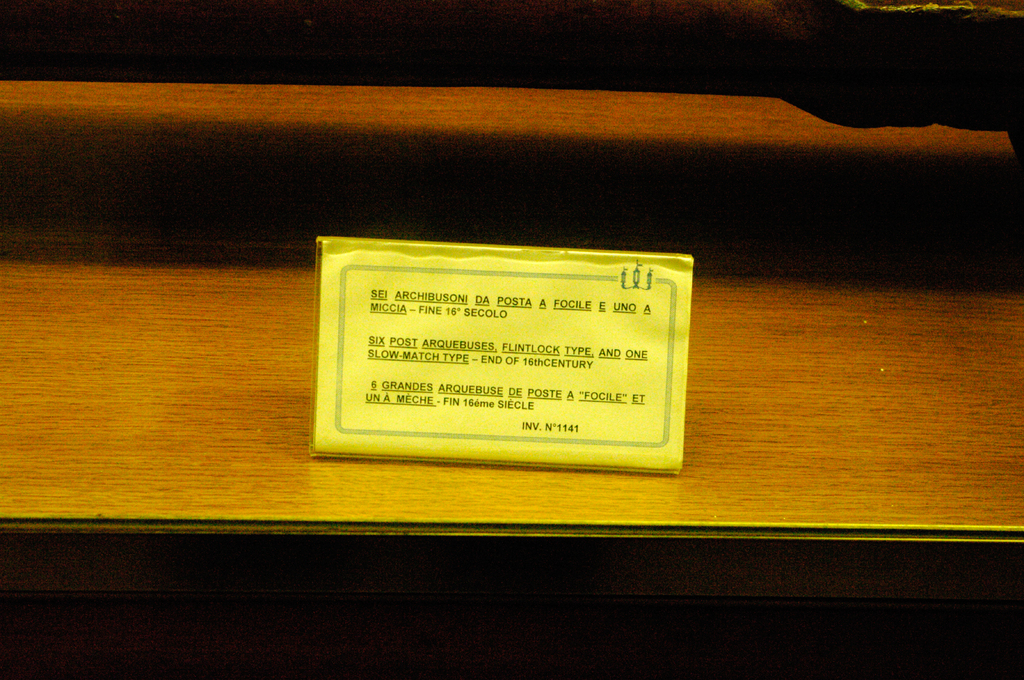 SEI ARCHIBUSONI DA POSTA A FOCILE E UNO A
MICCIA – FINE 16° SECOLO
SIX POST ARQUEBUSES, FLINTLOCK TYPE, AND ONE
SLOW-MATCH TYPE – END OF 16thCENTURY
6 GRANDES ARQUEBUSE DE POSTE A "FOCILE" ET
UN À MÈCHE - FIN 16éme SIÈCLE
INV. N°1141